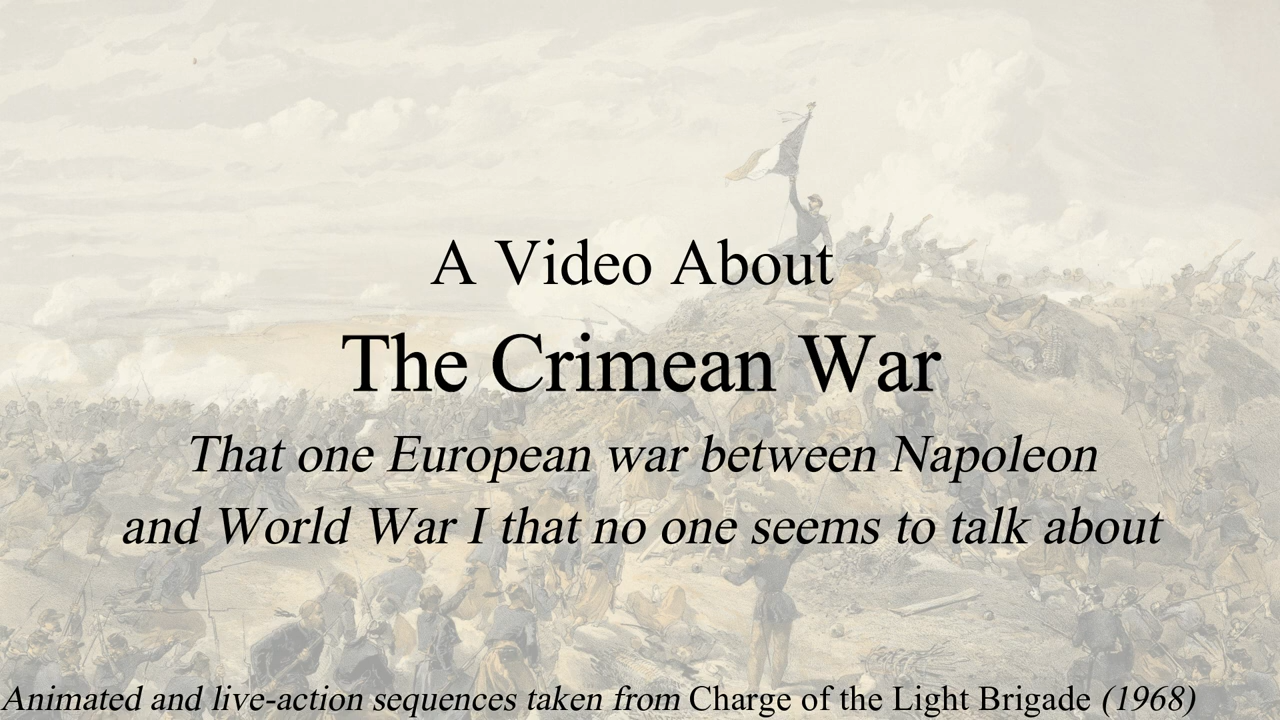 A Video About
The Crimean War
That one European war between Napoleon
and World War I that no one seems to talk about
Animated and live-action sequences taken from Charge of the Light Brigade (1968)